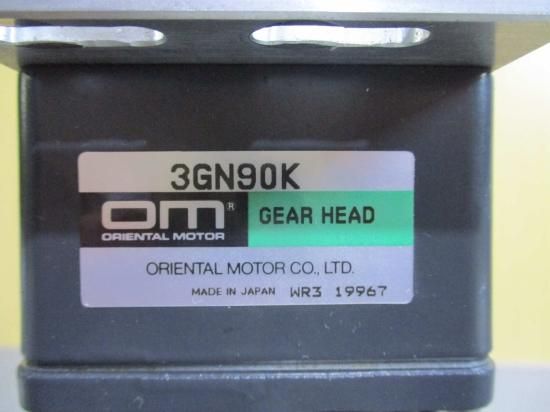 3GN90K
OM® GEAR HEAD
ORIENTAL MOTOR
ORIENTAL MOTOR CO., LTD.
MADE IN JAPAN WR3 19967